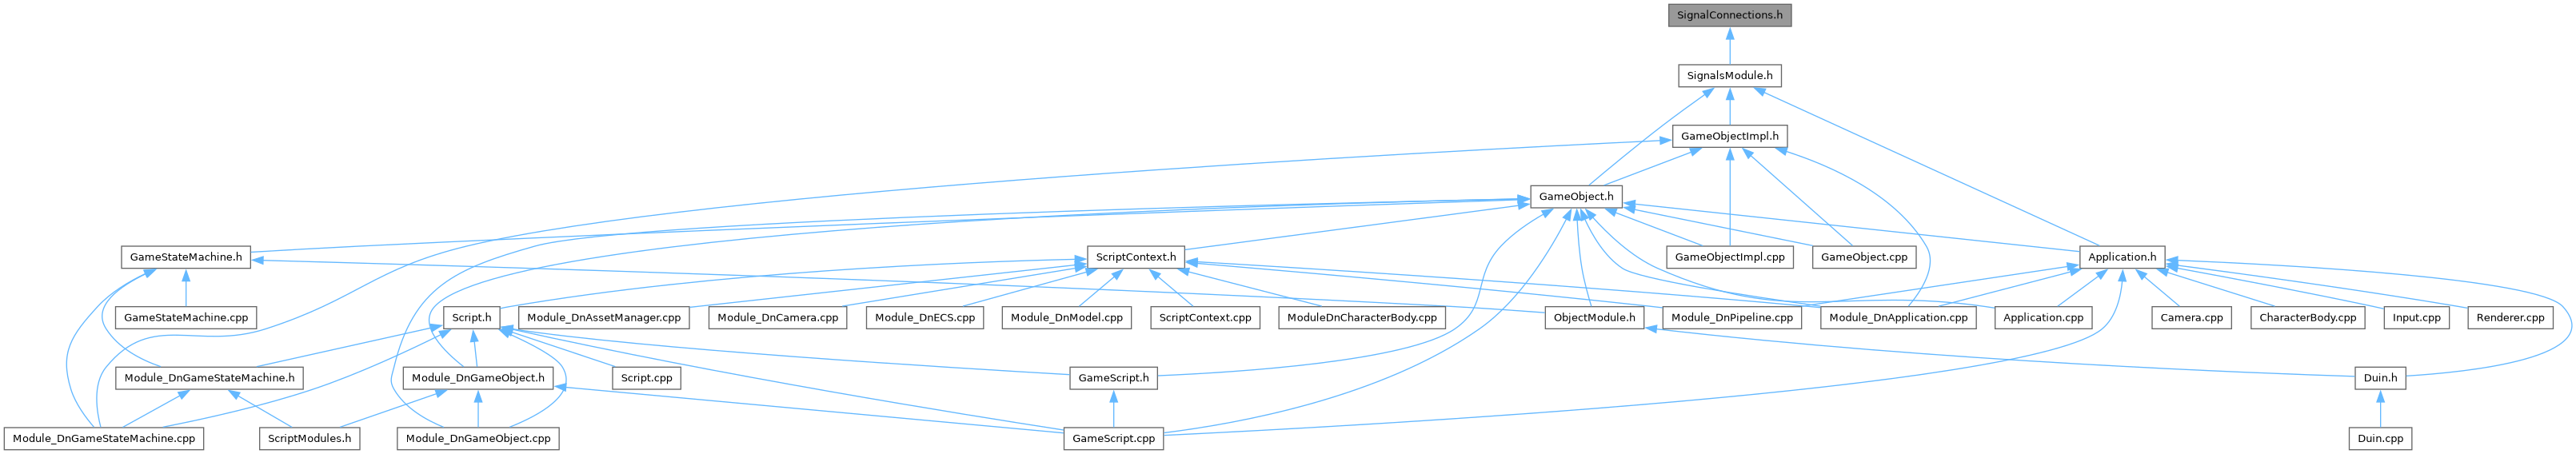 SignalConnections.h
SignalsModule.h
GameObjectImpl.h
GameObject.h
GameStateMachine.h
ScriptContext.h
GameObjectImpl.cpp
GameObject.cpp
Application.h
GameStateMachine.cpp
Script.h
Module_DnAssetManager.cpp
Module_DnCamera.cpp
Module_DnECS.cpp
Module_DnModel.cpp
ScriptContext.cpp
ModuleDnCharacterBody.cpp
ObjectModule.h
Module_DnPipeline.cpp
Module_DnApplication.cpp
Application.cpp
Camera.cpp
CharacterBody.cpp
Input.cpp
Renderer.cpp
Module_DnGameStateMachine.h
Module_DnGameObject.h
Script.cpp
GameScript.h
Duin.h
Module_DnGameStateMachine.cpp
ScriptModules.h
Module_DnGameObject.cpp
GameScript.cpp
Duin.cpp